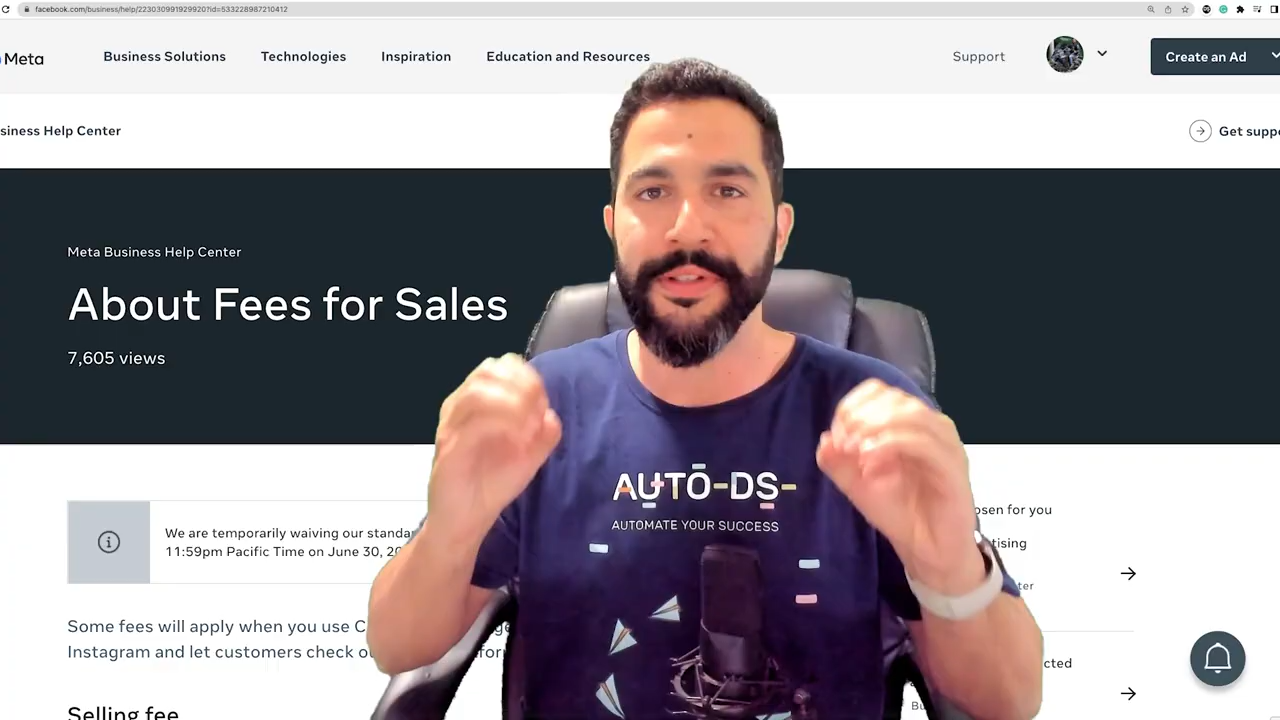 facebook.com/business/help/223030991929920?id=533228987210412
Meta
Business Solutions
Technologies
Inspiration
Education and Resources
Support
Create an Ad
siness Help Center
Get suppo
Meta Business Help Center
About Fees for Sales
7,605 views
We are temporarily waiving our standa
11:59pm Pacific Time on June 30, 20
osen for you
tising
ter
Some fees will apply when you use C
Instagram and let customers check o
cted
Bu
Selling fee
AUTO-DS-
AUTOMATE YOUR SUCCESS